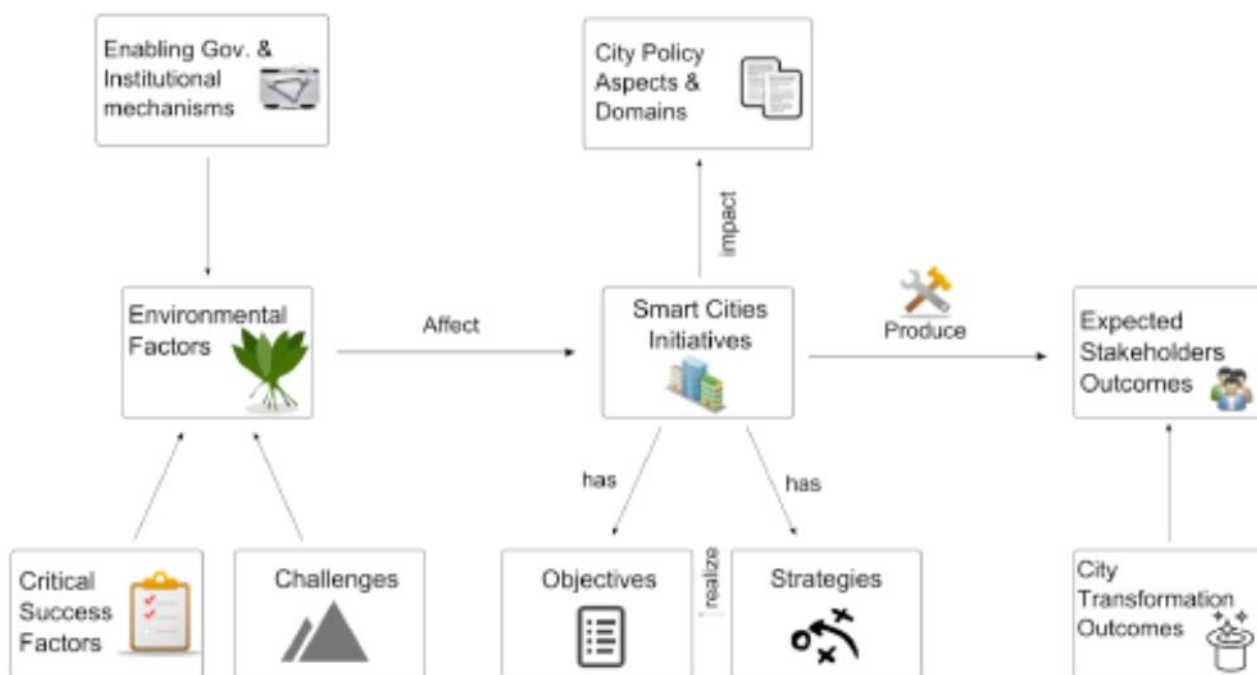 Enabling Gov. &
Institutional
mechanisms
City Policy
Aspects &
Domains
impact
Environmental
Factors
Affect
Smart Cities
Initiatives
Produce
Expected
Stakeholders
Outcomes
has
has
Critical
Success
Factors
Challenges
Objectives
realize
Strategies
City
Transformation
Outcomes